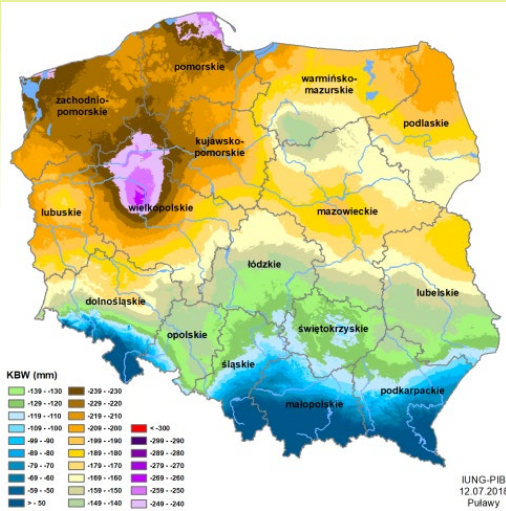 pomorskie
warmińsko-
mazurskie
zachodnio-
pomorskie
podlaskie
kujawsko-
pomorskie
lubuskie
wielkopolskie
mazowieckie
łódzkie
dolnośląskie
lubelskie
opolskie
świętokrzyskie
śląskie
małopolskie
podkarpackie
KBW (mm)
-139 - -130
-129 - -120
-119 - -110
-109 - -100
-99 - -90
-89 - -80
-79 - -70
-69 - -60
-59 - -50
> - 50
-239 - -230
-229 - -220
-219 - -210
-209 - -200
-199 - -190
-189 - -180
-179 - -170
-169 - -160
-159 - -150
-149 - -140
< -300
-299 - -290
-289 - -280
-279 - -270
-269 - -260
-259 - -250
-249 - -240
IUNG-PIB
12.07.2018
Puławy